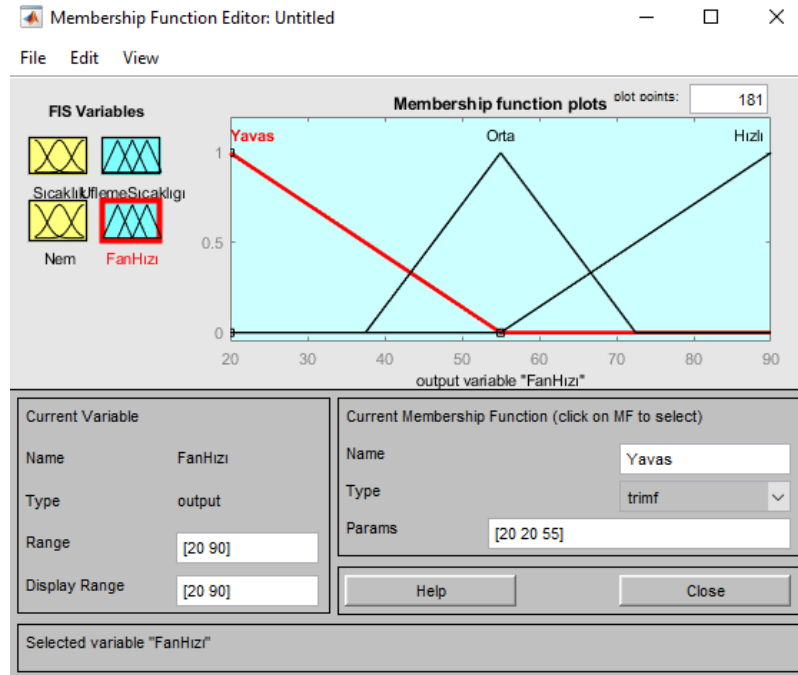 Membership Function Editor: Untitled
File Edit View
FIS Variables
Membership function plots plot points: 181
Sıcaklık UflemeSıcaklıgı
Nem FanHızı
Yavas Orta Hızlı
1
0.5
0
20 30 40 50 60 70 80 90
output variable "FanHızı"
Current Variable
Name FanHızı
Type output
Range [20 90]
Display Range [20 90]
Current Membership Function (click on MF to select)
Name Yavas
Type trimf
Params [20 20 55]
Help Close
Selected variable "FanHızı"